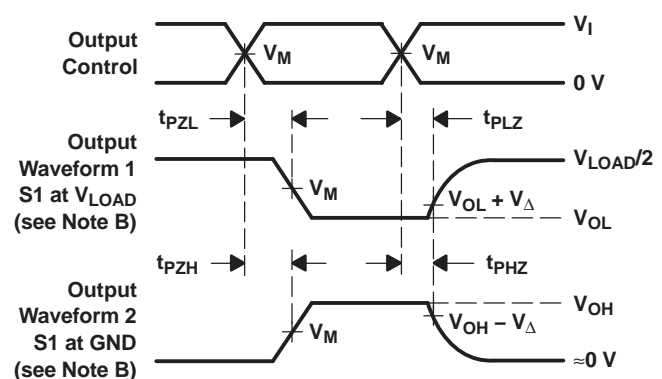 Output
Control
V_M
V_M
V_I
0 V
t_PZL
t_PLZ
Output
Waveform 1
S1 at V_LOAD
(see Note B)
V_M
V_LOAD/2
V_OL + V_Δ
V_OL
t_PZH
t_PHZ
Output
Waveform 2
S1 at GND
(see Note B)
V_M
V_OH
V_OH – V_Δ
≈0 V